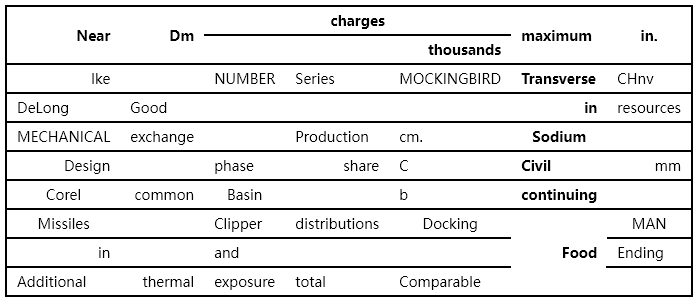 charges
Near Dm maximum in.
thousands
Ike NUMBER Series MOCKINGBIRD Transverse CHnv
DeLong Good in resources
MECHANICAL exchange Production cm. Sodium
Design phase share C Civil mm
Corel common Basin b continuing
Missiles Clipper distributions Docking MAN
in and Food Ending
Additional thermal exposure total Comparable